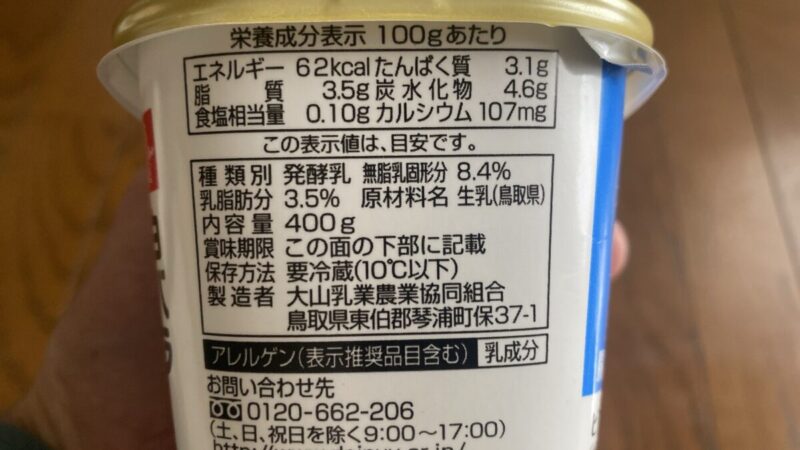 栄養成分表示 100gあたり
エネルギー 62kcal たんぱく質 3.1g
脂質 3.5g 炭水化物 4.6g
食塩相当量 0.10g カルシウム 107mg
この表示値は、目安です。
種類別 発酵乳 無脂乳固形分 8.4%
乳脂肪分 3.5% 原材料名 生乳(鳥取県)
内容量 400g
賞味期限 この面の下部に記載
保存方法 要冷蔵(10℃以下)
製造者 大山乳業農業協同組合
鳥取県東伯郡琴浦町保37-1
アレルゲン(表示推奨品目含む) 乳成分
お問い合わせ先
0120-662-206
(土、日、祝日を除く9:00〜17:00)